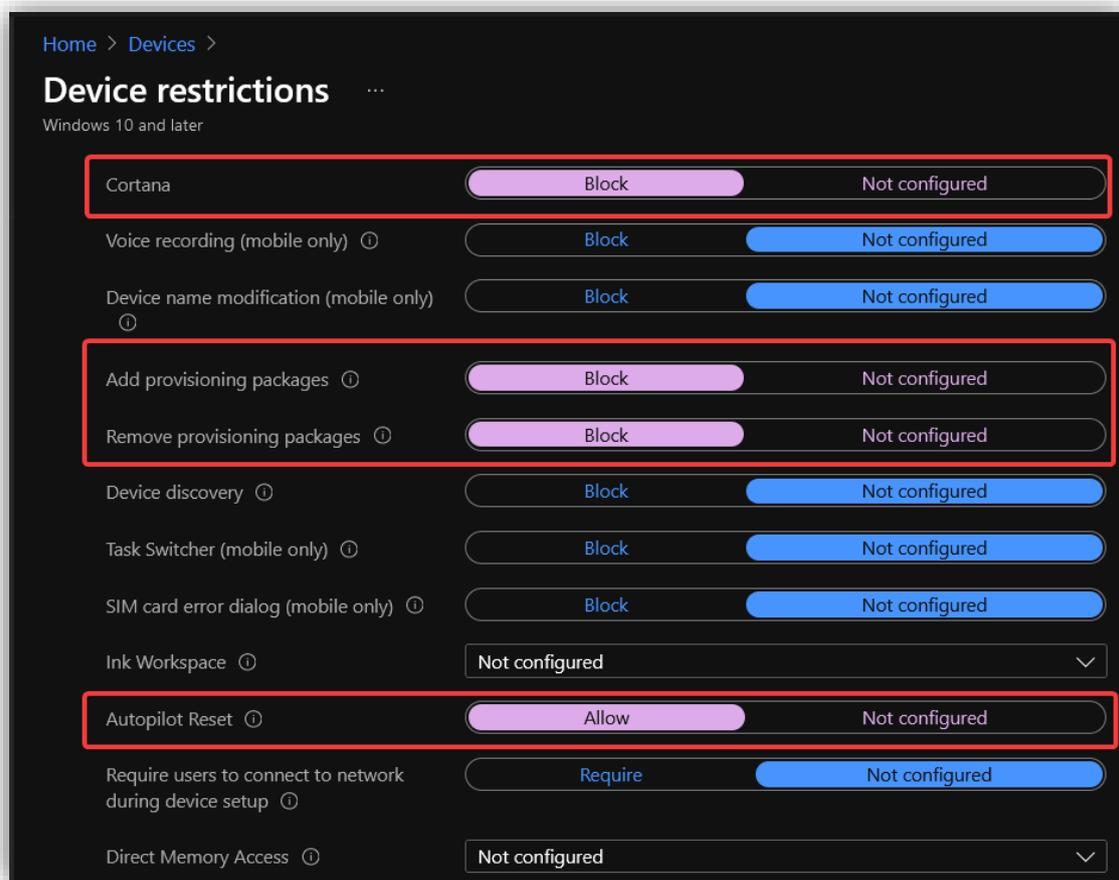 Home > Devices >
Device restrictions ...
Windows 10 and later
Cortana Block Not configured
Voice recording (mobile only) Block Not configured
Device name modification (mobile only) Block Not configured
Add provisioning packages Block Not configured
Remove provisioning packages Block Not configured
Device discovery Block Not configured
Task Switcher (mobile only) Block Not configured
SIM card error dialog (mobile only) Block Not configured
Ink Workspace Not configured
Autopilot Reset Allow Not configured
Require users to connect to network Require Not configured
during device setup
Direct Memory Access Not configured